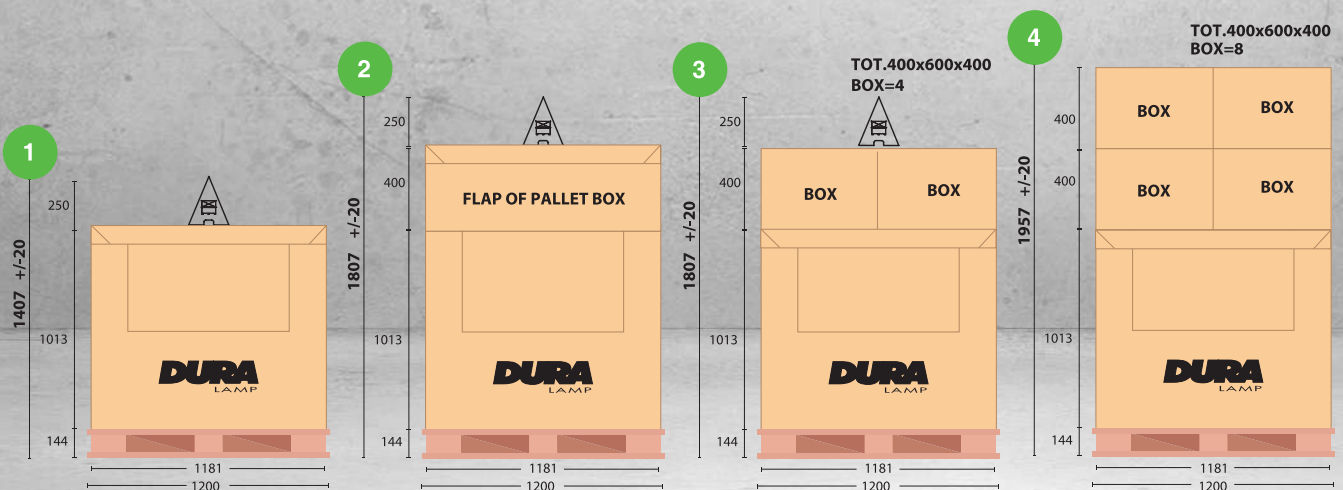 1
250
1407 +/-20
1013
DURA
LAMP
144
1181
1200
2
250
400
1807 +/-20
FLAP OF PALLET BOX
1013
DURA
LAMP
144
1181
1200
3
TOT.400x600x400
BOX=4
250
400
1807 +/-20
BOX
BOX
1013
DURA
LAMP
144
1181
1200
4
TOT.400x600x400
BOX=8
400
BOX
BOX
400
1957 +/-20
BOX
BOX
1013
DURA
LAMP
144
1181
1200